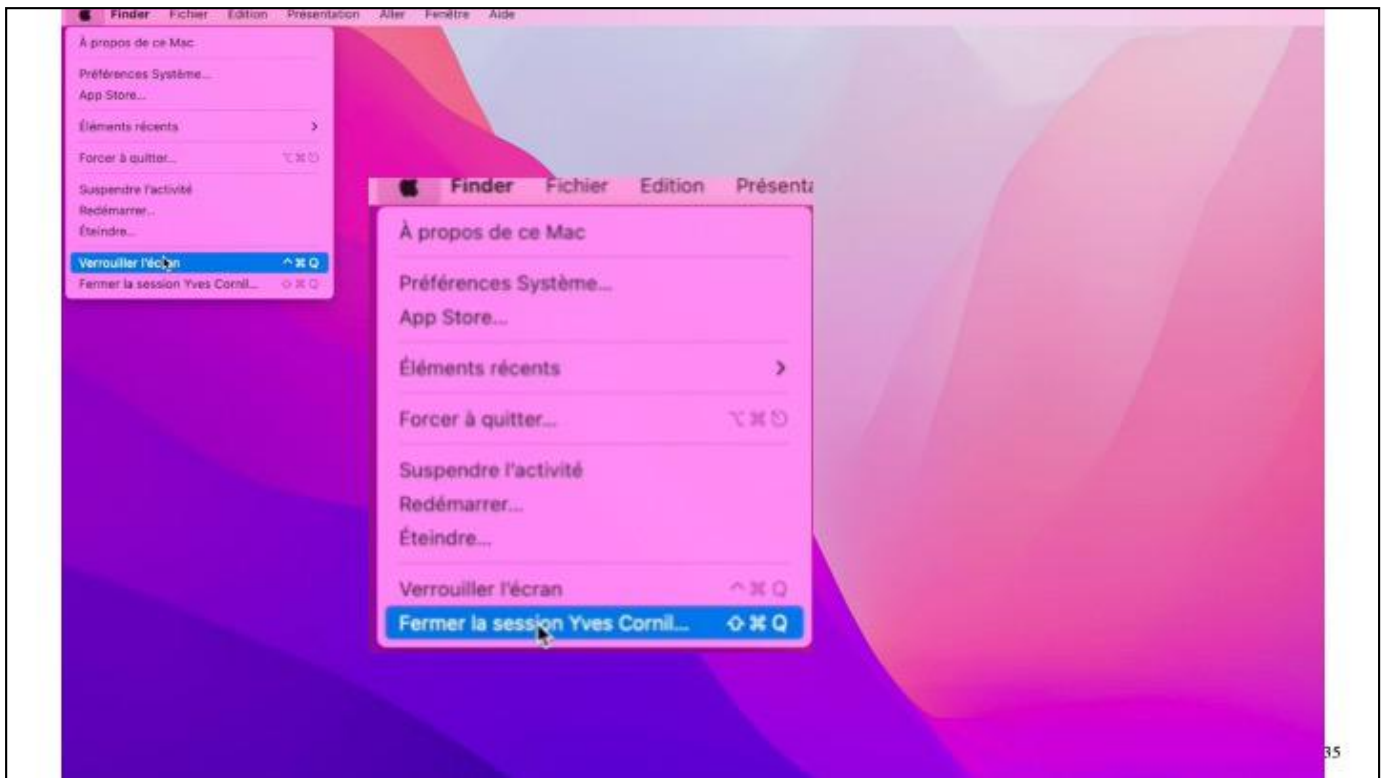 Finder Fichier Edition Présentation Aller Fenêtre Aide
À propos de ce Mac
Préférences Système...
App Store...
Éléments récents >
Forcer à quitter... ⌥⌘⎋
Suspendre l'activité
Redémarrer...
Éteindre...
Verrouiller l'écran ^⌘Q
Fermer la session Yves Cornil... ⇧⌘Q
Finder Fichier Edition Présenta
À propos de ce Mac
Préférences Système...
App Store...
Éléments récents >
Forcer à quitter... ⌥⌘⎋
Suspendre l'activité
Redémarrer...
Éteindre...
Verrouiller l'écran ^⌘Q
Fermer la session Yves Cornil... ⇧⌘Q
35